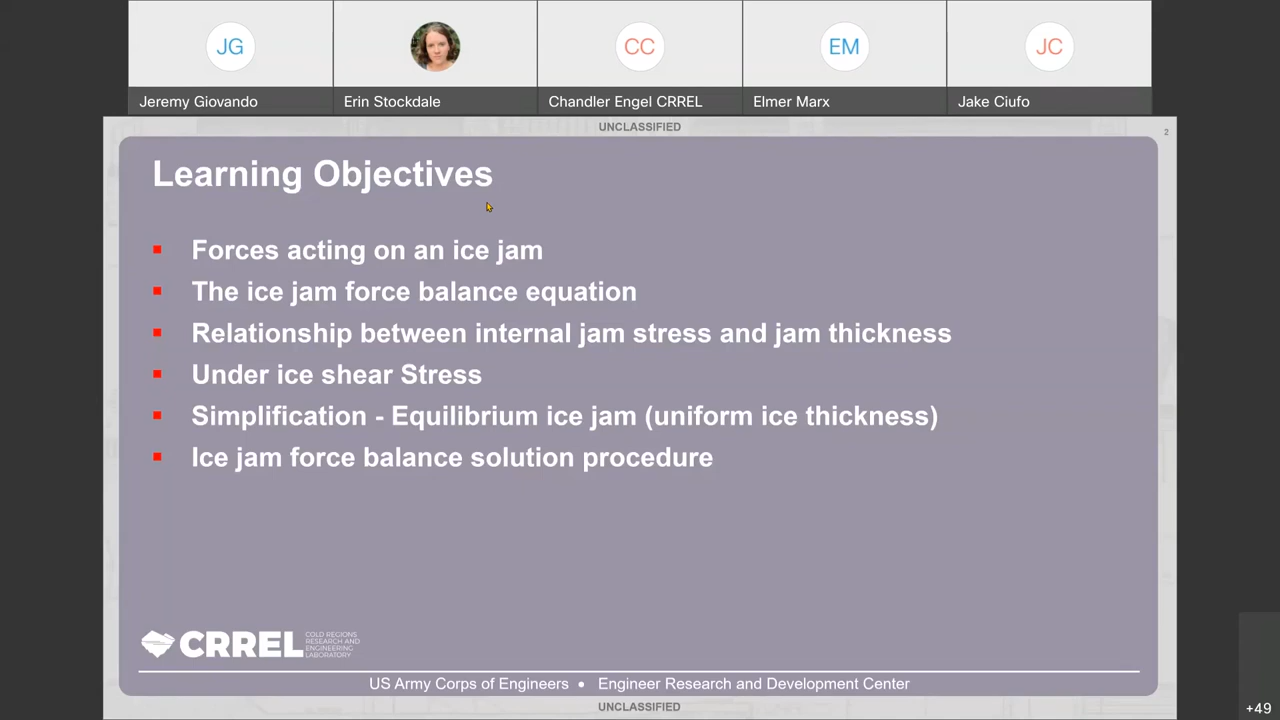 JG
CC
EM
JC
Jeremy Giovando
Erin Stockdale
Chandler Engel CRREL
Elmer Marx
Jake Ciufo
UNCLASSIFIED
2
Learning Objectives
Forces acting on an ice jam
The ice jam force balance equation
Relationship between internal jam stress and jam thickness
Under ice shear Stress
Simplification - Equilibrium ice jam (uniform ice thickness)
Ice jam force balance solution procedure
CRREL
COLD REGIONS
RESEARCH AND
ENGINEERING
LABORATORY
US Army Corps of Engineers • Engineer Research and Development Center
UNCLASSIFIED
+49